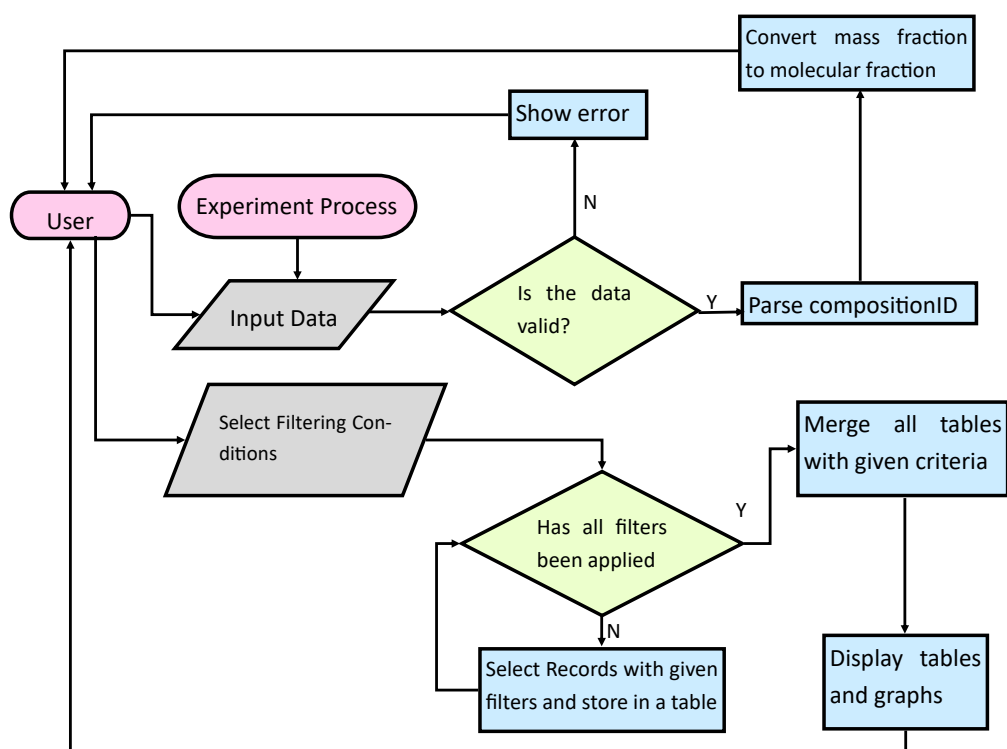 Convert mass fraction
to molecular fraction
Show error
N
Experiment Process
User
Is the data
valid?
Y
Parse compositionID
Input Data
Select Filtering Con-
ditions
Merge all tables
with given criteria
Y
Has all filters
been applied
N
Select Records with given
filters and store in a table
Display tables
and graphs